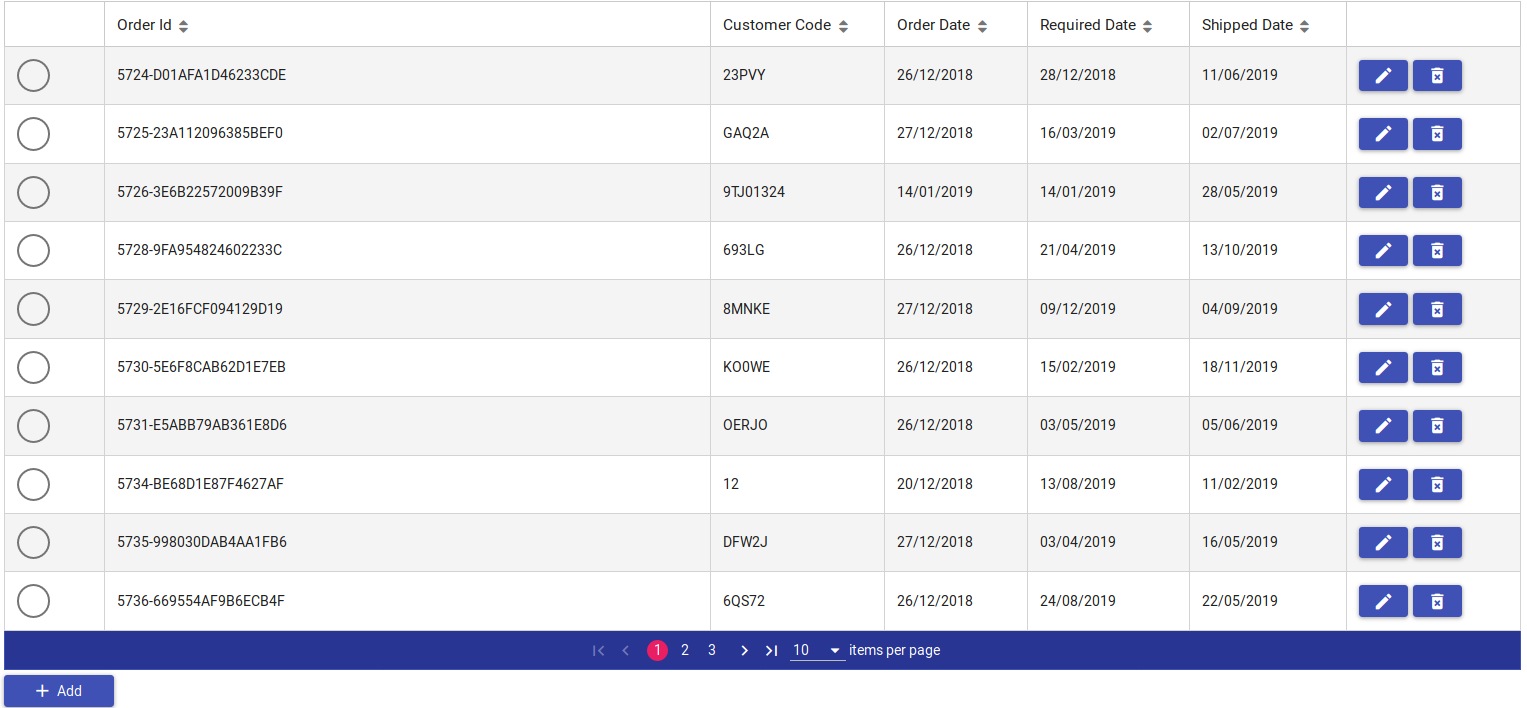 Order Id Customer Code Order Date Required Date Shipped Date
5724-D01AFA1D46233CDE 23PVY 26/12/2018 28/12/2018 11/06/2019
5725-23A112096385BEF0 GAQ2A 27/12/2018 16/03/2019 02/07/2019
5726-3E6B22572009B39F 9TJ01324 14/01/2019 14/01/2019 28/05/2019
5728-9FA954824602233C 693LG 26/12/2018 21/04/2019 13/10/2019
5729-2E16FCF094129D19 8MNKE 27/12/2018 09/12/2019 04/09/2019
5730-5E6F8CAB62D1E7EB KO0WE 26/12/2018 15/02/2019 18/11/2019
5731-E5ABB79AB361E8D6 OERJO 26/12/2018 03/05/2019 05/06/2019
5734-BE68D1E87F4627AF 12 20/12/2018 13/08/2019 11/02/2019
5735-998030DAB4AA1FB6 DFW2J 27/12/2018 03/04/2019 16/05/2019
5736-669554AF9B6ECB4F 6QS72 26/12/2018 24/08/2019 22/05/2019
1 2 3 10 items per page
Add